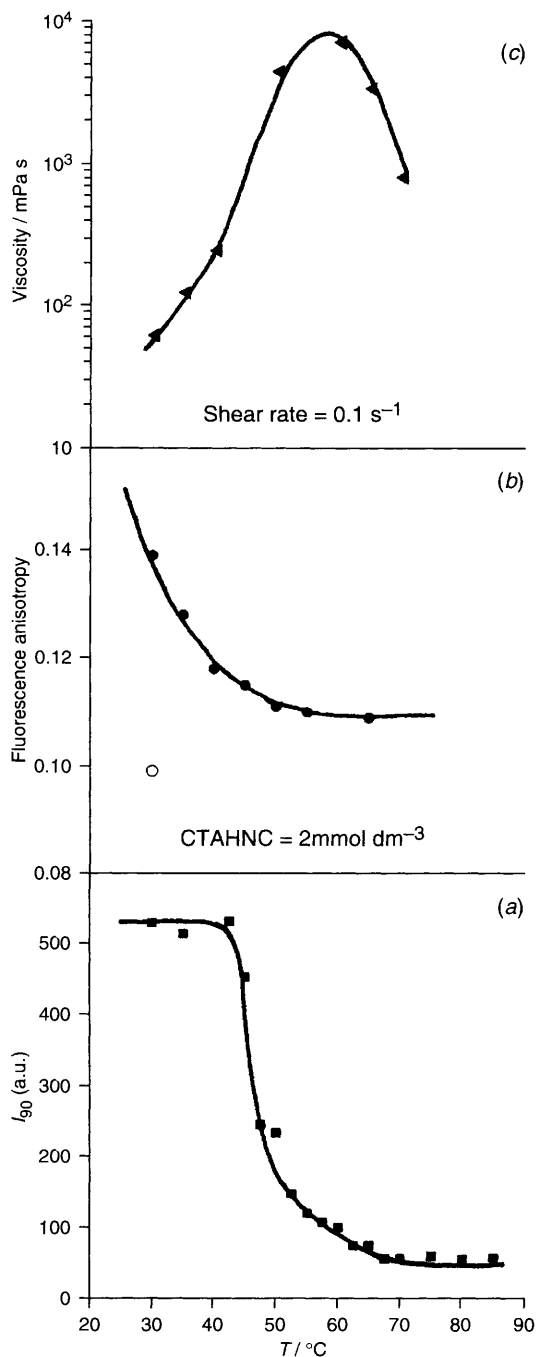 10⁴
(c)
10³
Viscosity / mPa s
10²
Shear rate = 0.1 s⁻¹
10
(b)
0.14
Fluorescence anisotropy
0.12
0.10
CTAHNC = 2mmol dm⁻³
0.08
(a)
500
400
I₉₀ (a.u.)
300
200
100
0
20 30 40 50 60 70 80 90
T / °C